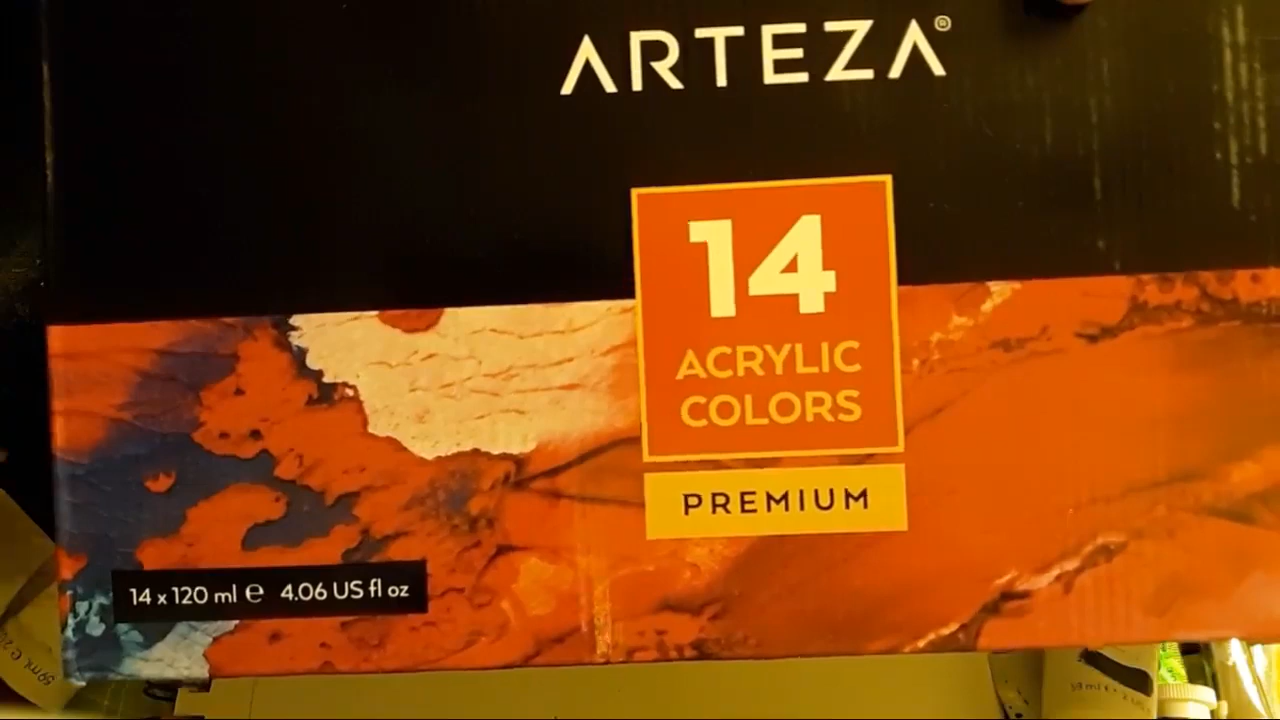 ARTEZA®
14
ACRYLIC
COLORS
PREMIUM
14 x 120 ml ℮ 4.06 US fl oz